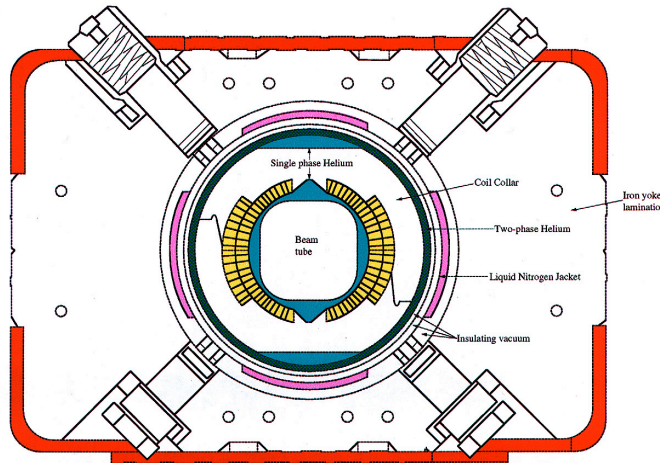 Single phase Helium
Coil Collar
Iron yoke
lamination
Two-phase Helium
Beam
tube
Liquid Nitrogen Jacket
Insulating vacuum